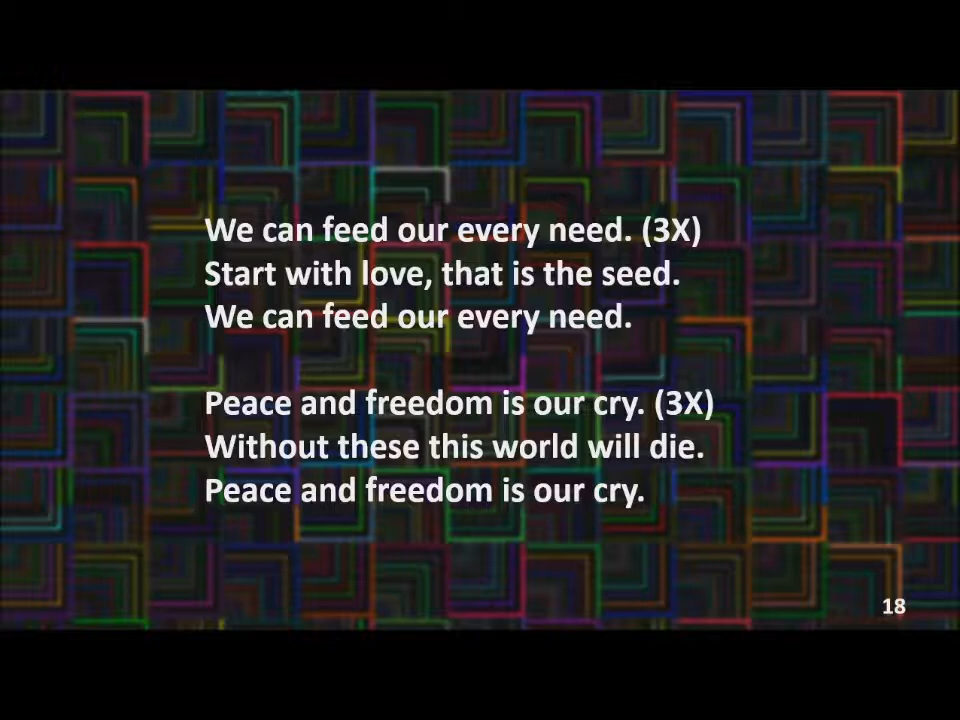 We can feed our every need. (3X)
Start with love, that is the seed.
We can feed our every need.
Peace and freedom is our cry. (3X)
Without these this world will die.
Peace and freedom is our cry.
18